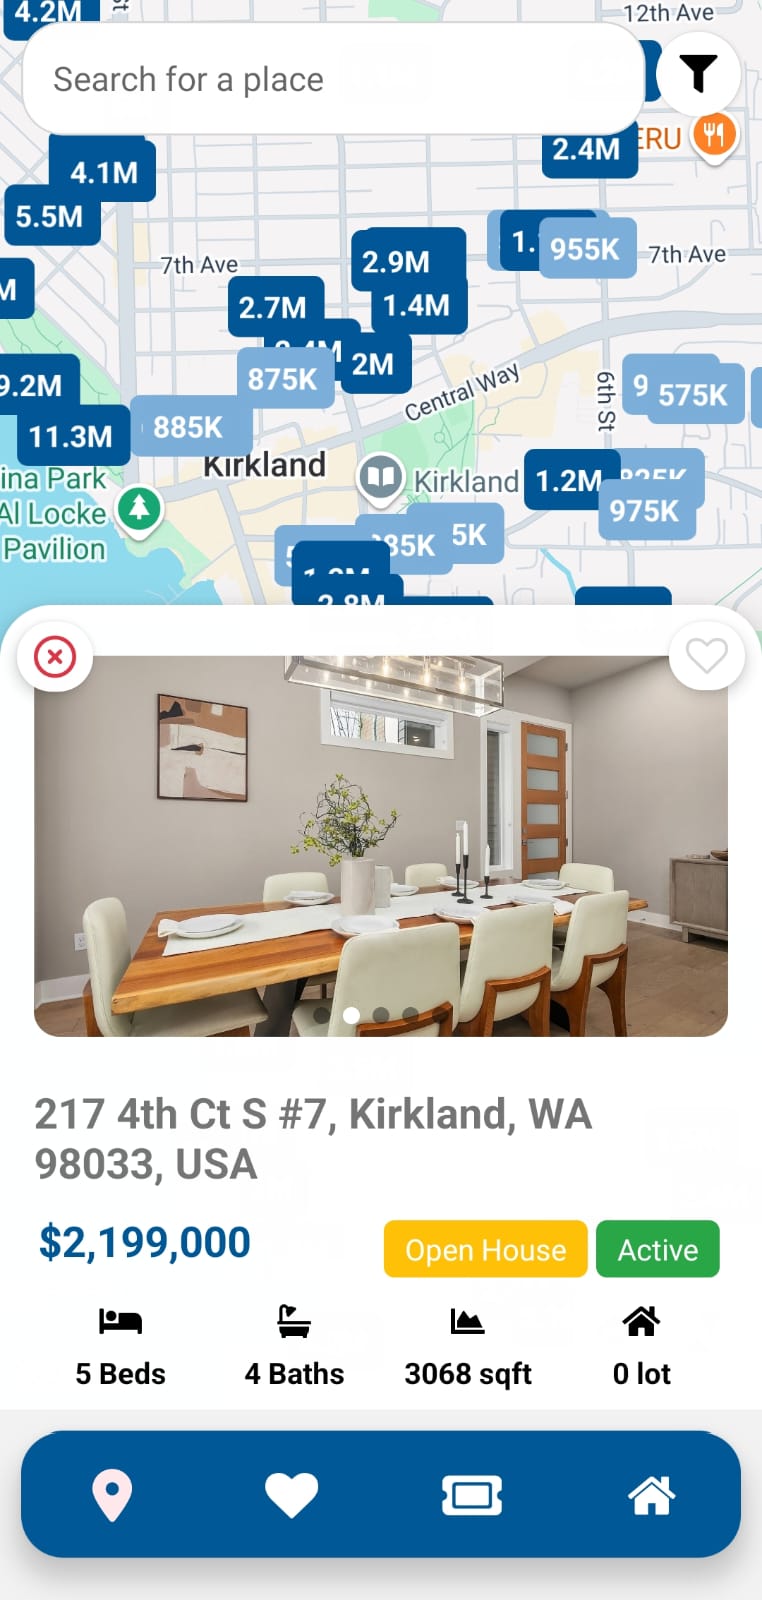 4.2M
St
12th Ave
Search for a place
ERU
2.4M
4.1M
5.5M
7th Ave
2.9M
1.
955K
7th Ave
M
2.7M
1.4M
2M
875K
Central Way
6th St
9.2M
9
575K
11.3M
885K
Kirkland
Kirkland
1.2M
975K
ina Park
Al Locke
Pavilion
85K
5K
2.8M
217 4th Ct S #7, Kirkland, WA
98033, USA
$2,199,000
Open House
Active
5 Beds
4 Baths
3068 sqft
0 lot